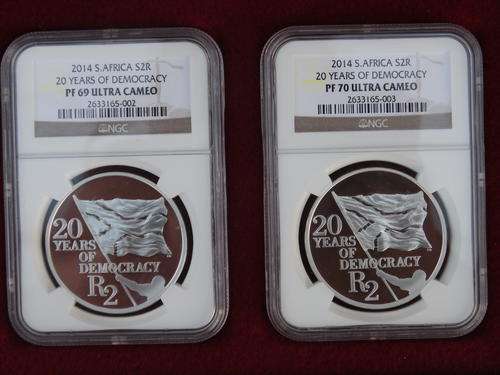 2014 S.AFRICA S2R
20 YEARS OF DEMOCRACY
PF 69 ULTRA CAMEO
2633165-002
NGC
20
YEARS
OF
DEMOCRACY
R2
2014 S.AFRICA S2R
20 YEARS OF DEMOCRACY
PF 70 ULTRA CAMEO
2633165-003
NGC
20
YEARS
OF
DEMOCRACY
R2